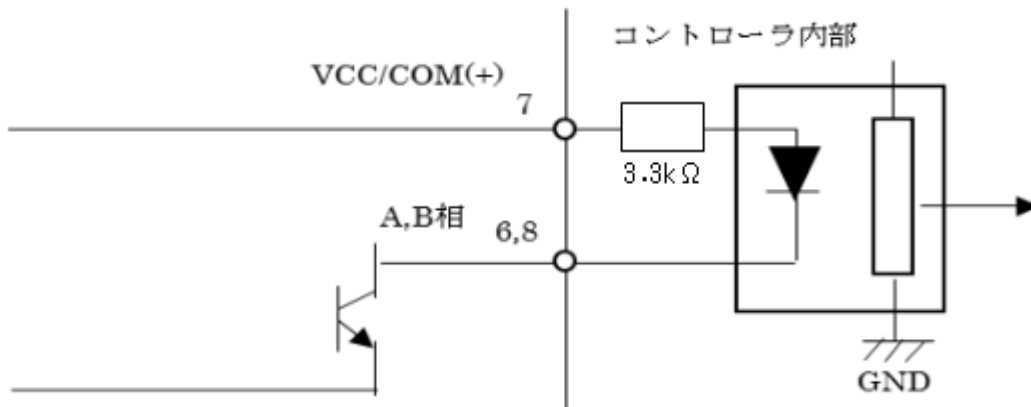 コントローラ内部
VCC/COM(+)
7
3.3kΩ
A,B相
6,8
GND